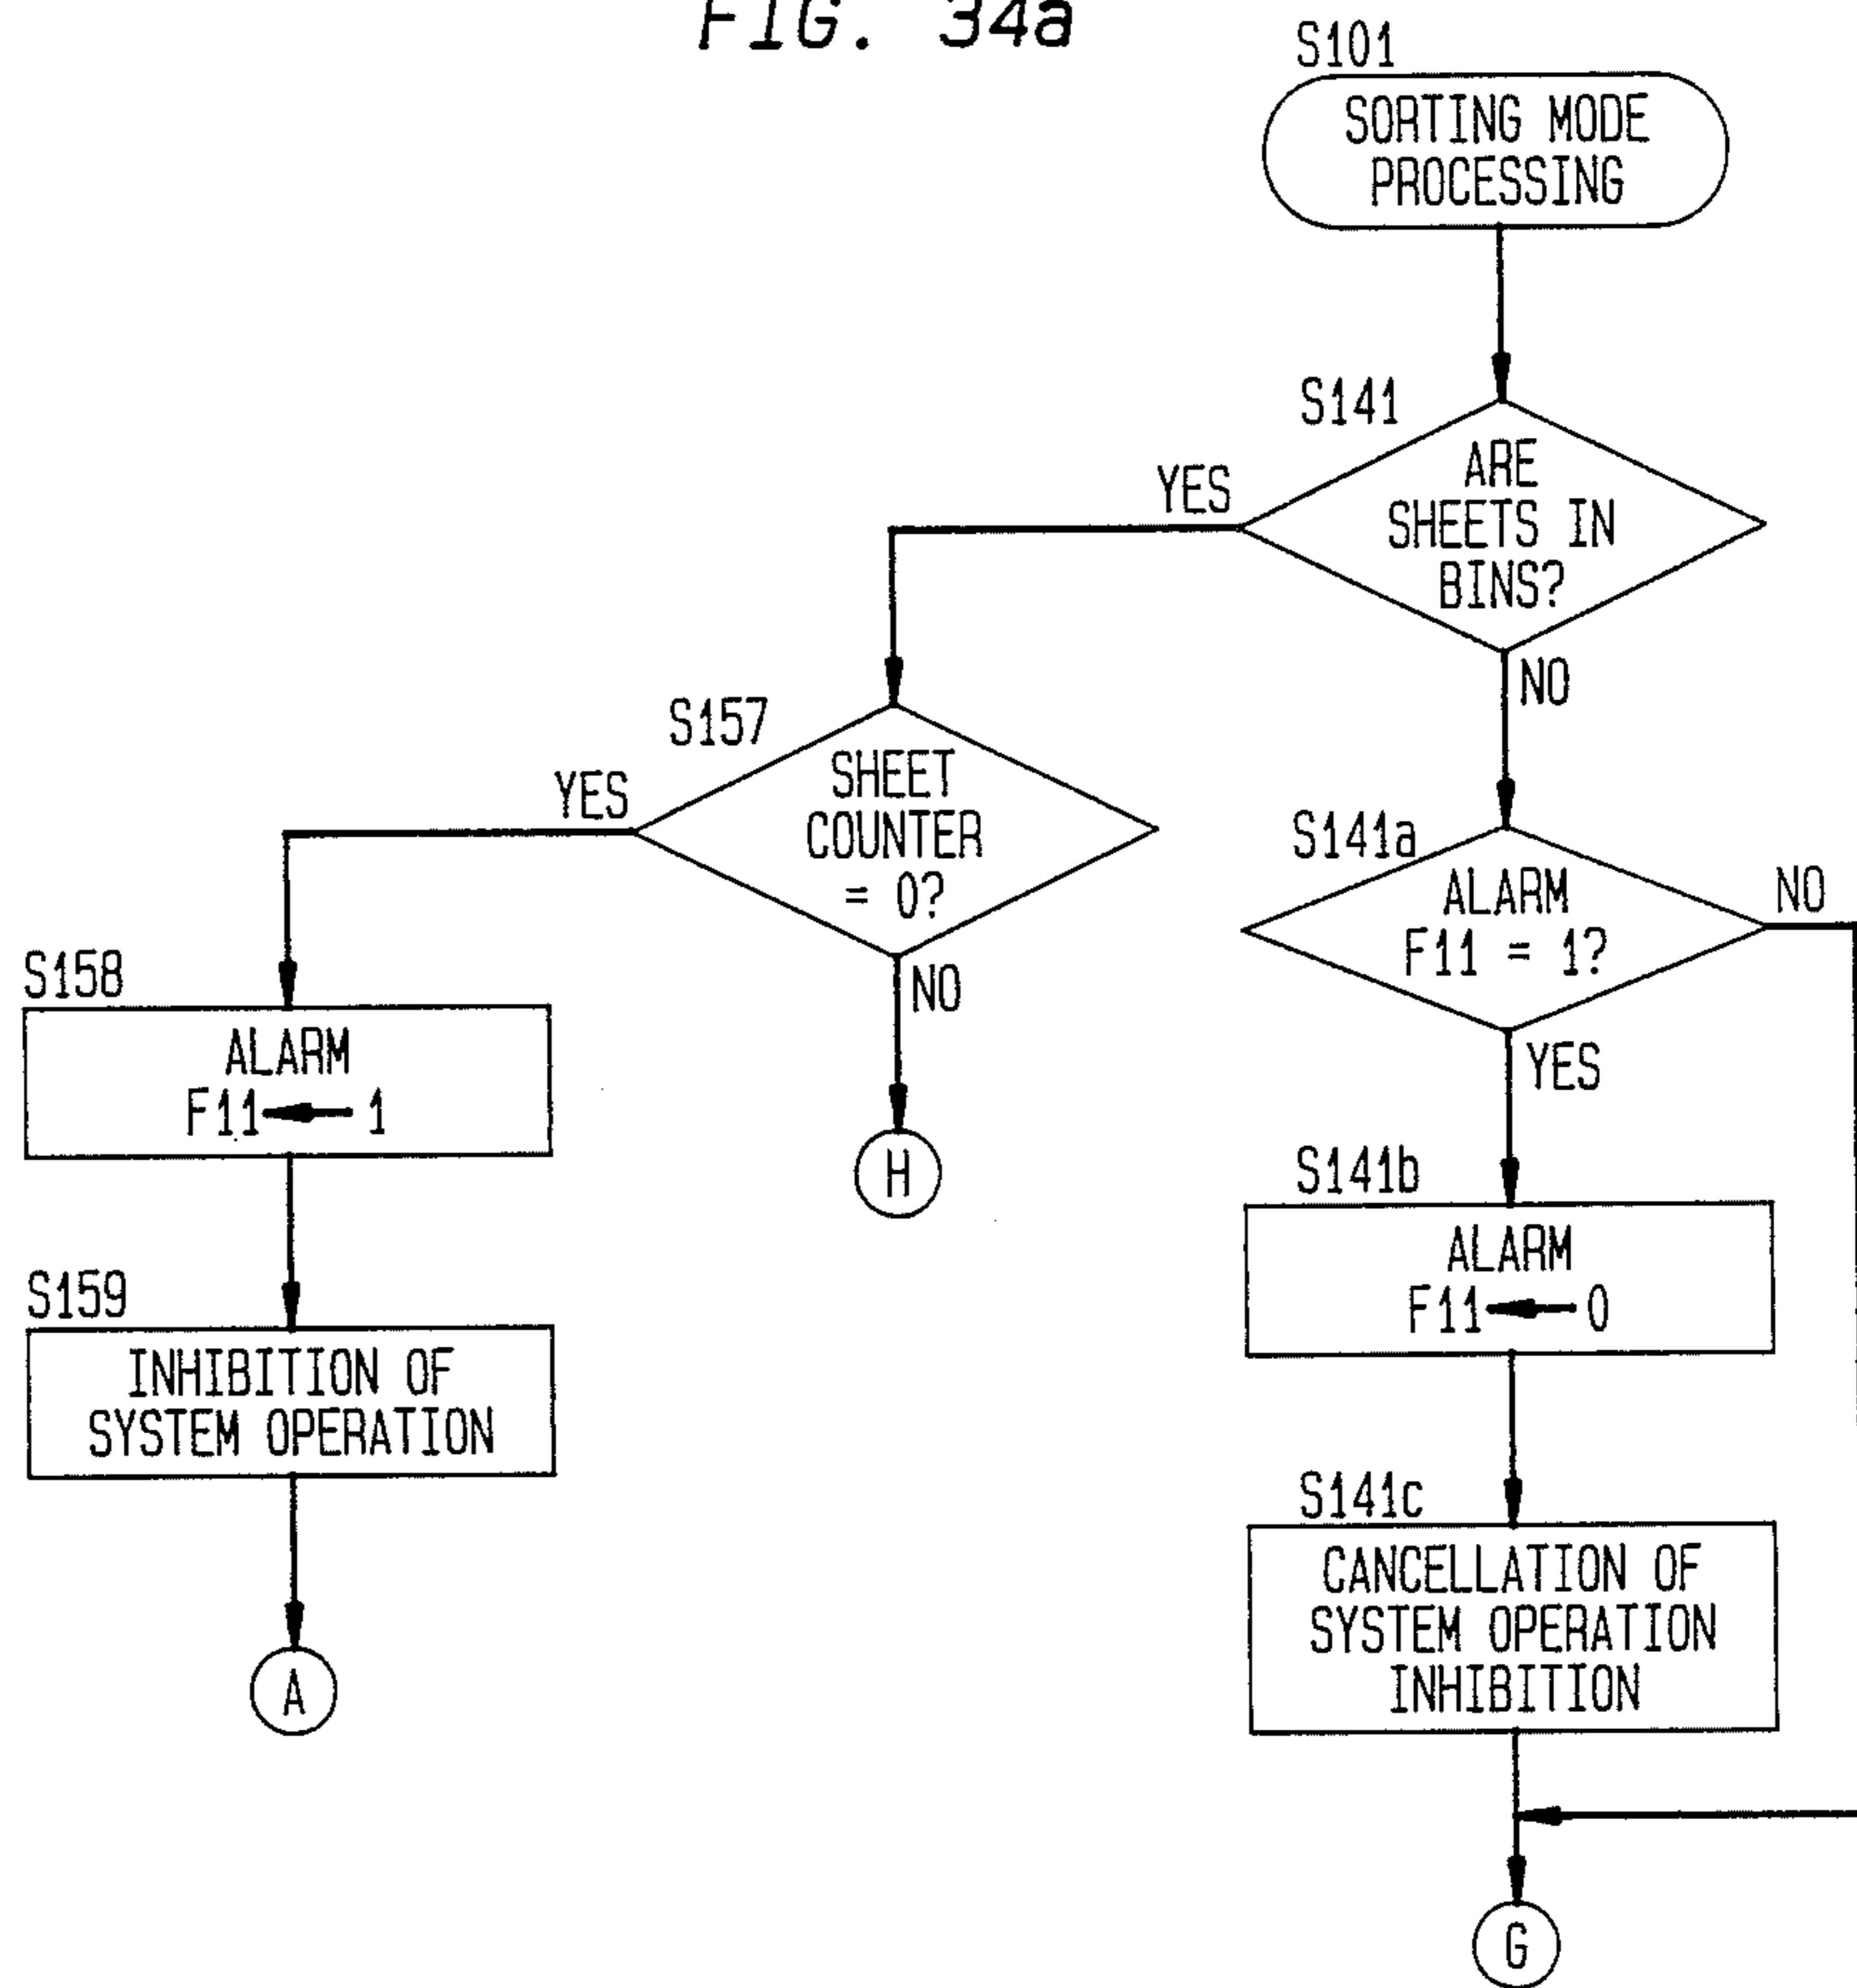 FIG. 34a
S101
SORTING MODE
PROCESSING
S141
ARE
SHEETS IN
BINS?
YES
NO
S157
SHEET
COUNTER
= 0?
YES
NO
H
S158
ALARM
F11 ← 1
S159
INHIBITION OF
SYSTEM OPERATION
A
S141a
ALARM
F11 = 1?
NO
YES
S141b
ALARM
F11 ← 0
S141c
CANCELLATION OF
SYSTEM OPERATION
INHIBITION
G